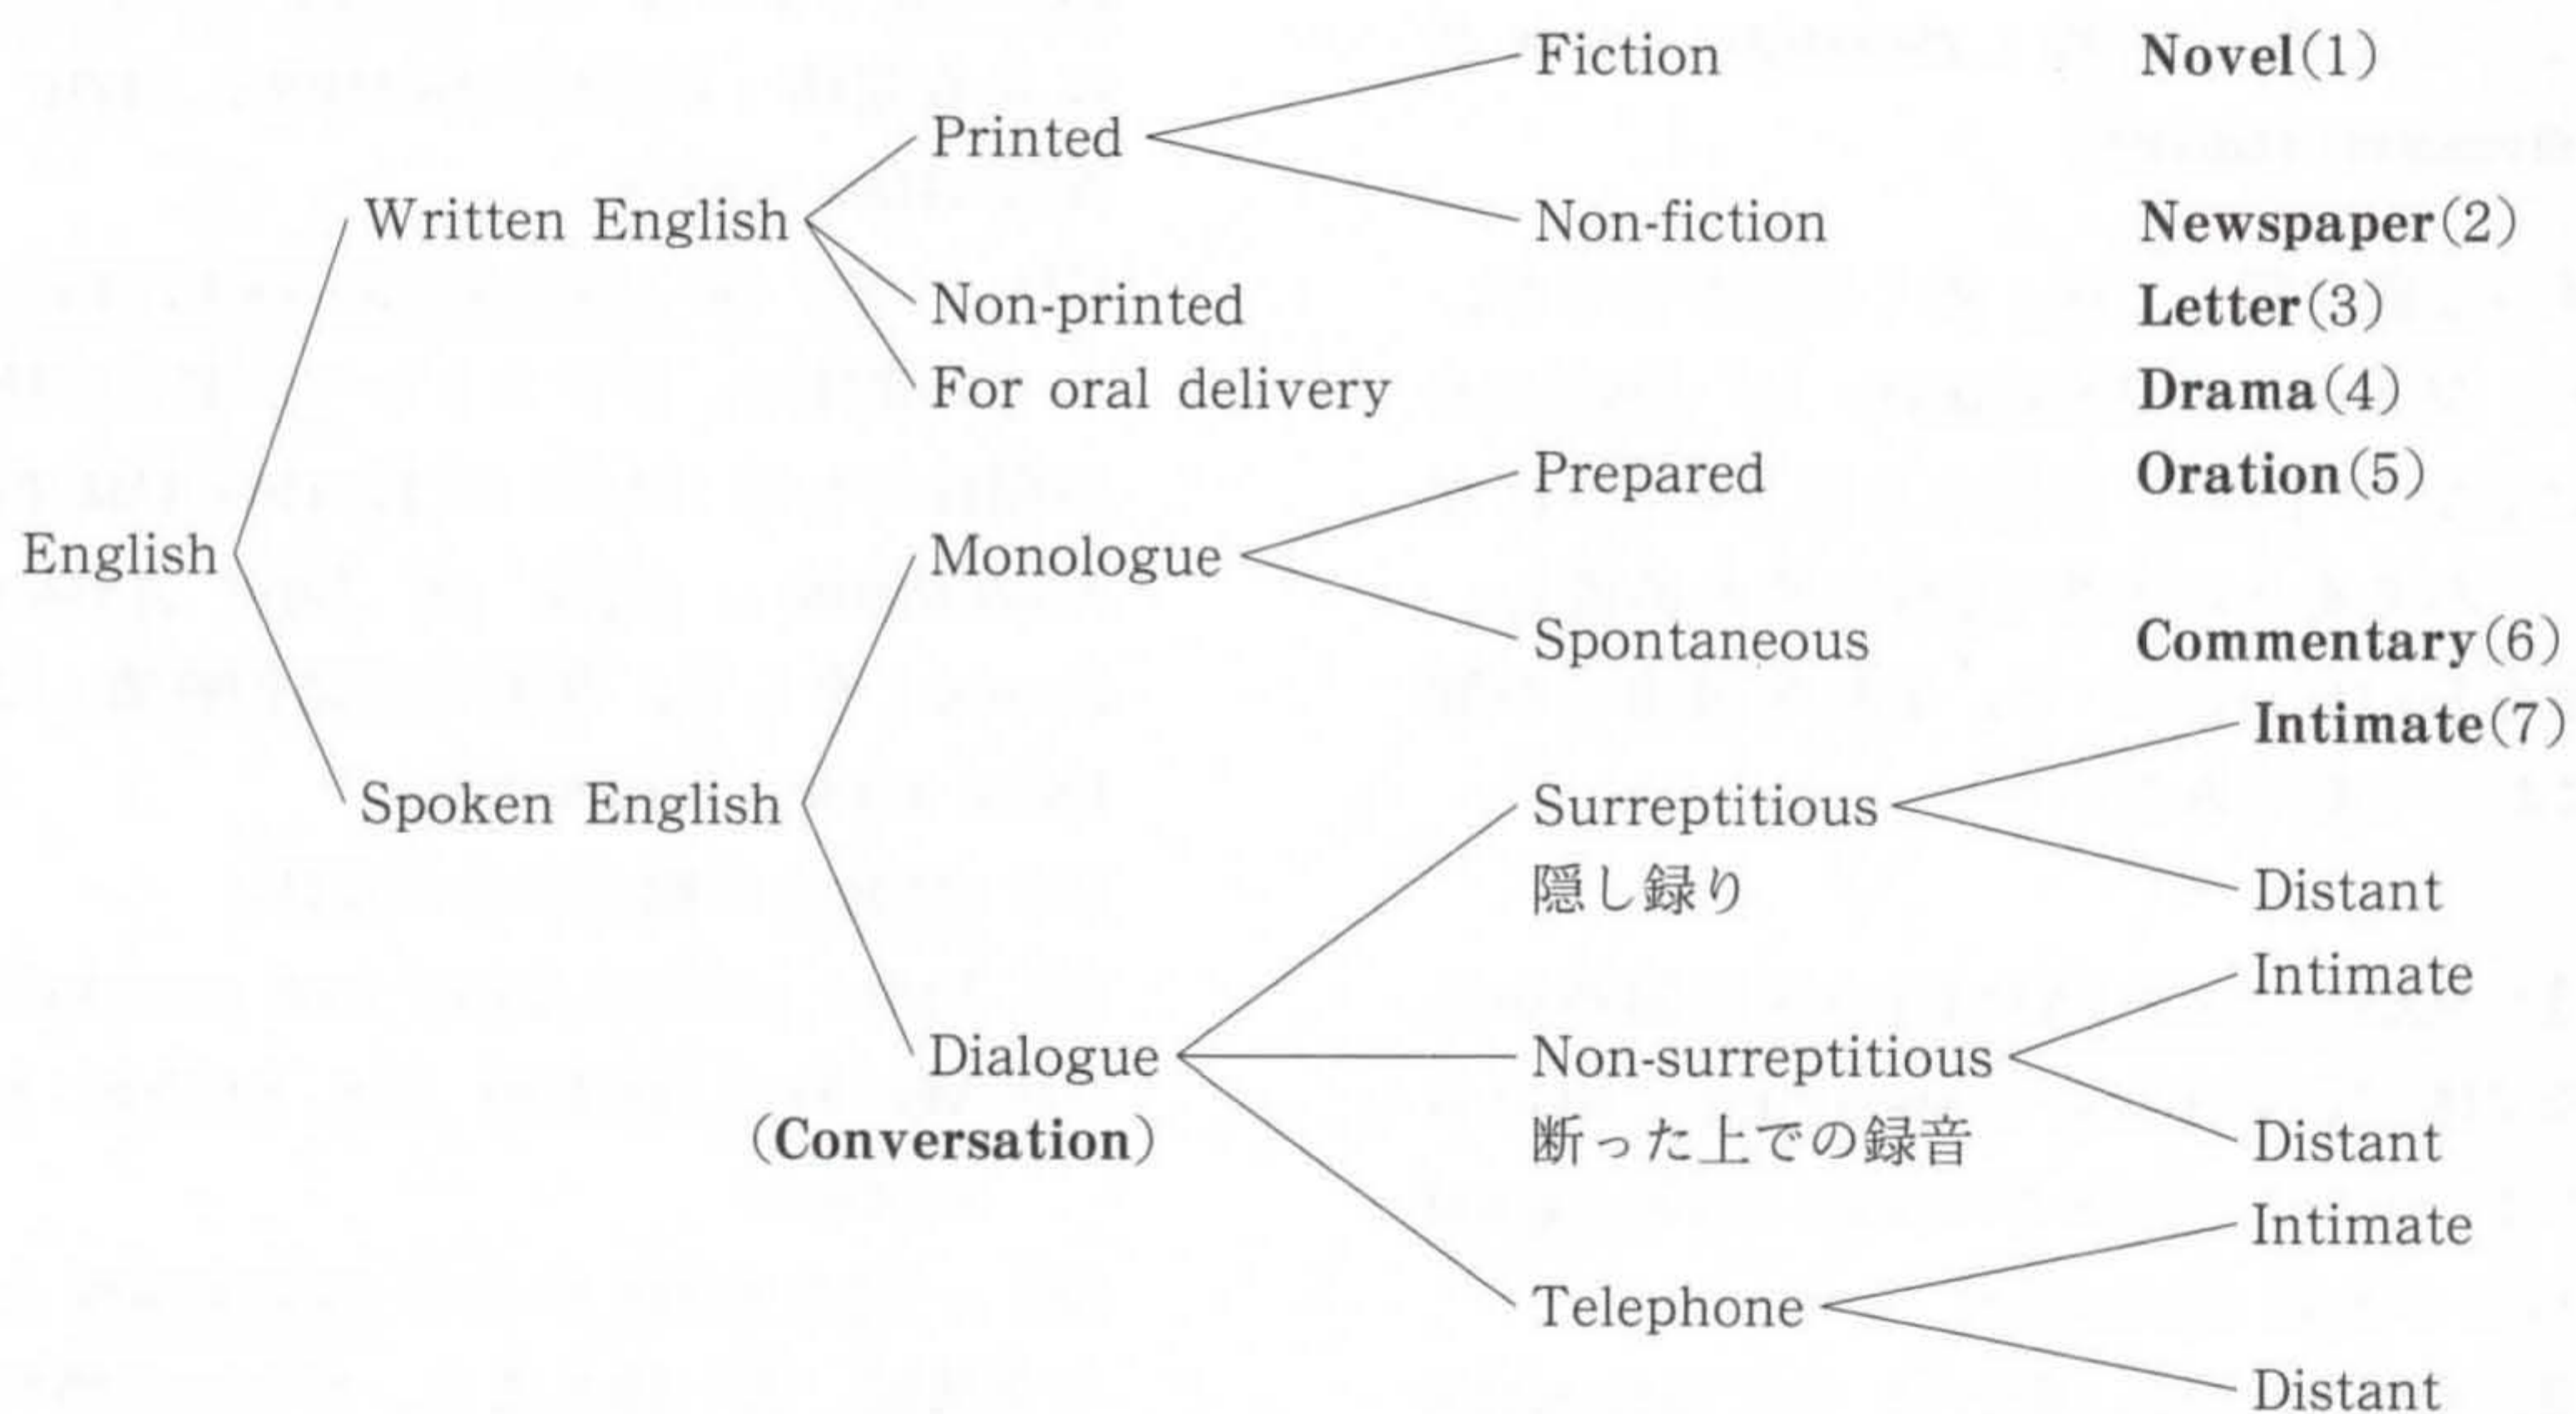 Fiction Novel(1)
Printed
Written English Non-fiction Newspaper(2)
Non-printed Letter(3)
For oral delivery Drama(4)
Prepared Oration(5)
English Monologue
Spontaneous Commentary(6)
Intimate(7)
Spoken English Surreptitious
隠し録り Distant
Intimate
Dialogue Non-surreptitious
(Conversation) 断った上での録音 Distant
Intimate
Telephone
Distant